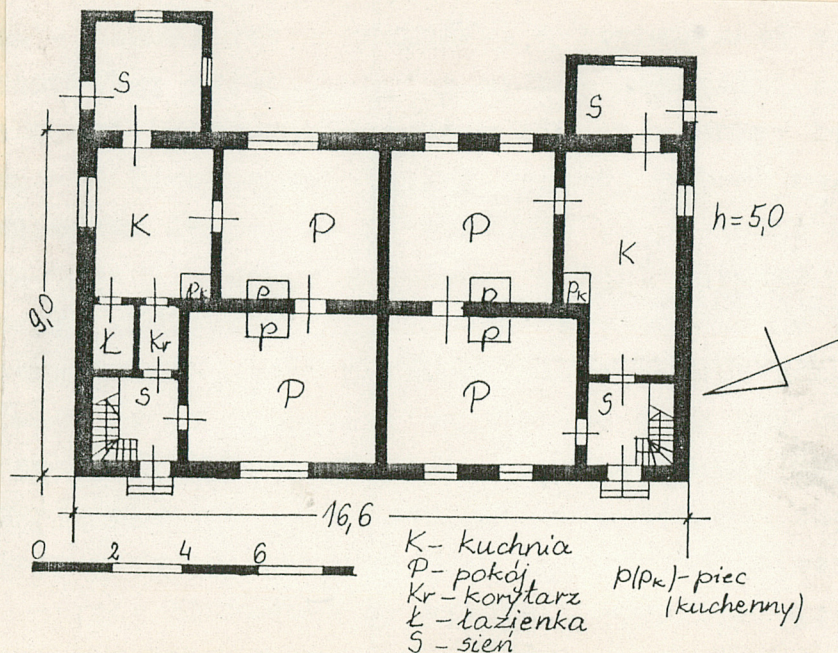 S
S
K
P
P
K
h=5,0
pk
p
p
pk
p
p
9,0
Ł
Kr
S
P
P
S
16,6
0 2 4 6
K- kuchnia
P- pokój
Kr- korytarz
Ł - łazienka
S - sień
p(pk)-piec
(kuchenny)